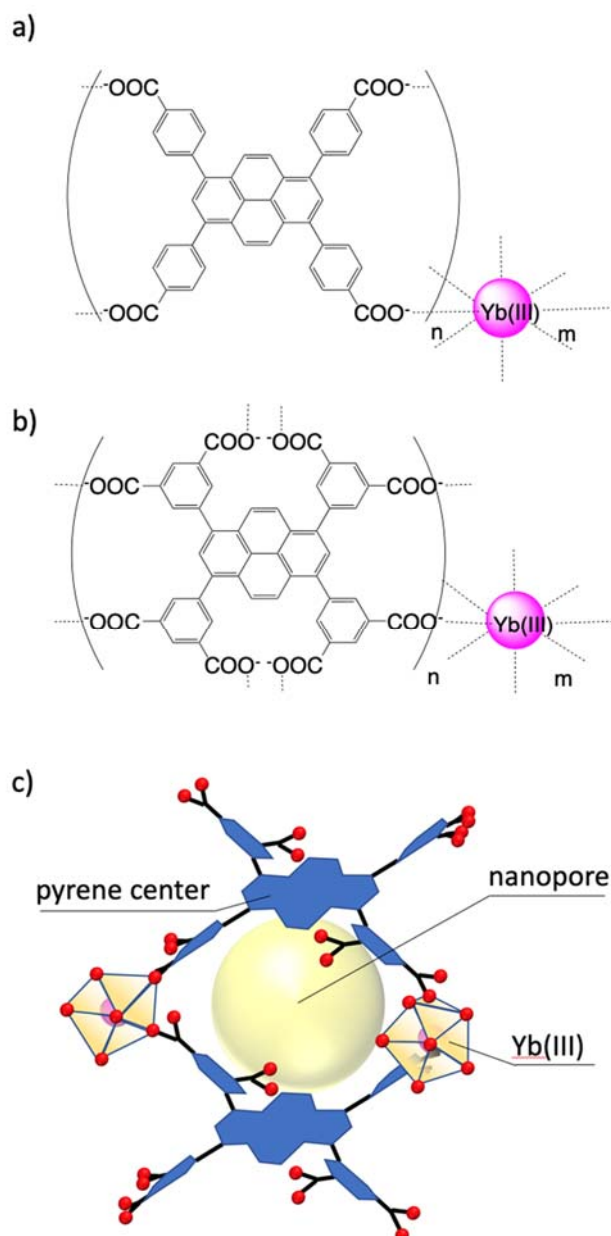 a)
-OOC COO-
-OOC COO-
n Yb(III) m
b)
COO- -OOC
-OOC COO-
-OOC COO-
COO- -OOC
n Yb(III) m
c)
pyrene center nanopore
Yb(III)